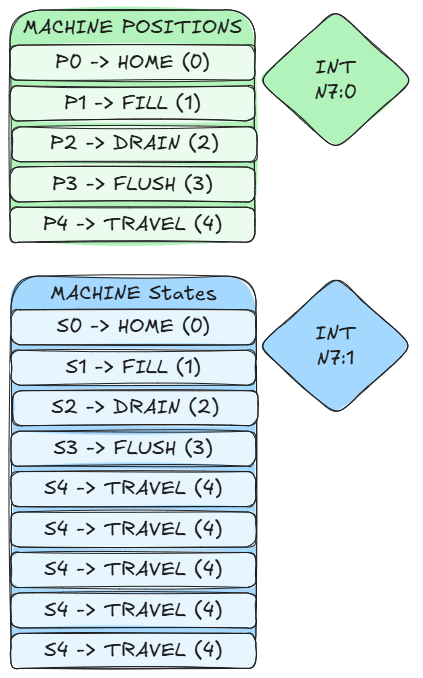 MACHINE POSITIONS
P0 -> HOME (0)
P1 -> FILL (1)
P2 -> DRAIN (2)
P3 -> FLUSH (3)
P4 -> TRAVEL (4)
INT
N7:0
MACHINE States
S0 -> HOME (0)
S1 -> FILL (1)
S2 -> DRAIN (2)
S3 -> FLUSH (3)
S4 -> TRAVEL (4)
S4 -> TRAVEL (4)
S4 -> TRAVEL (4)
S4 -> TRAVEL (4)
S4 -> TRAVEL (4)
INT
N7:1